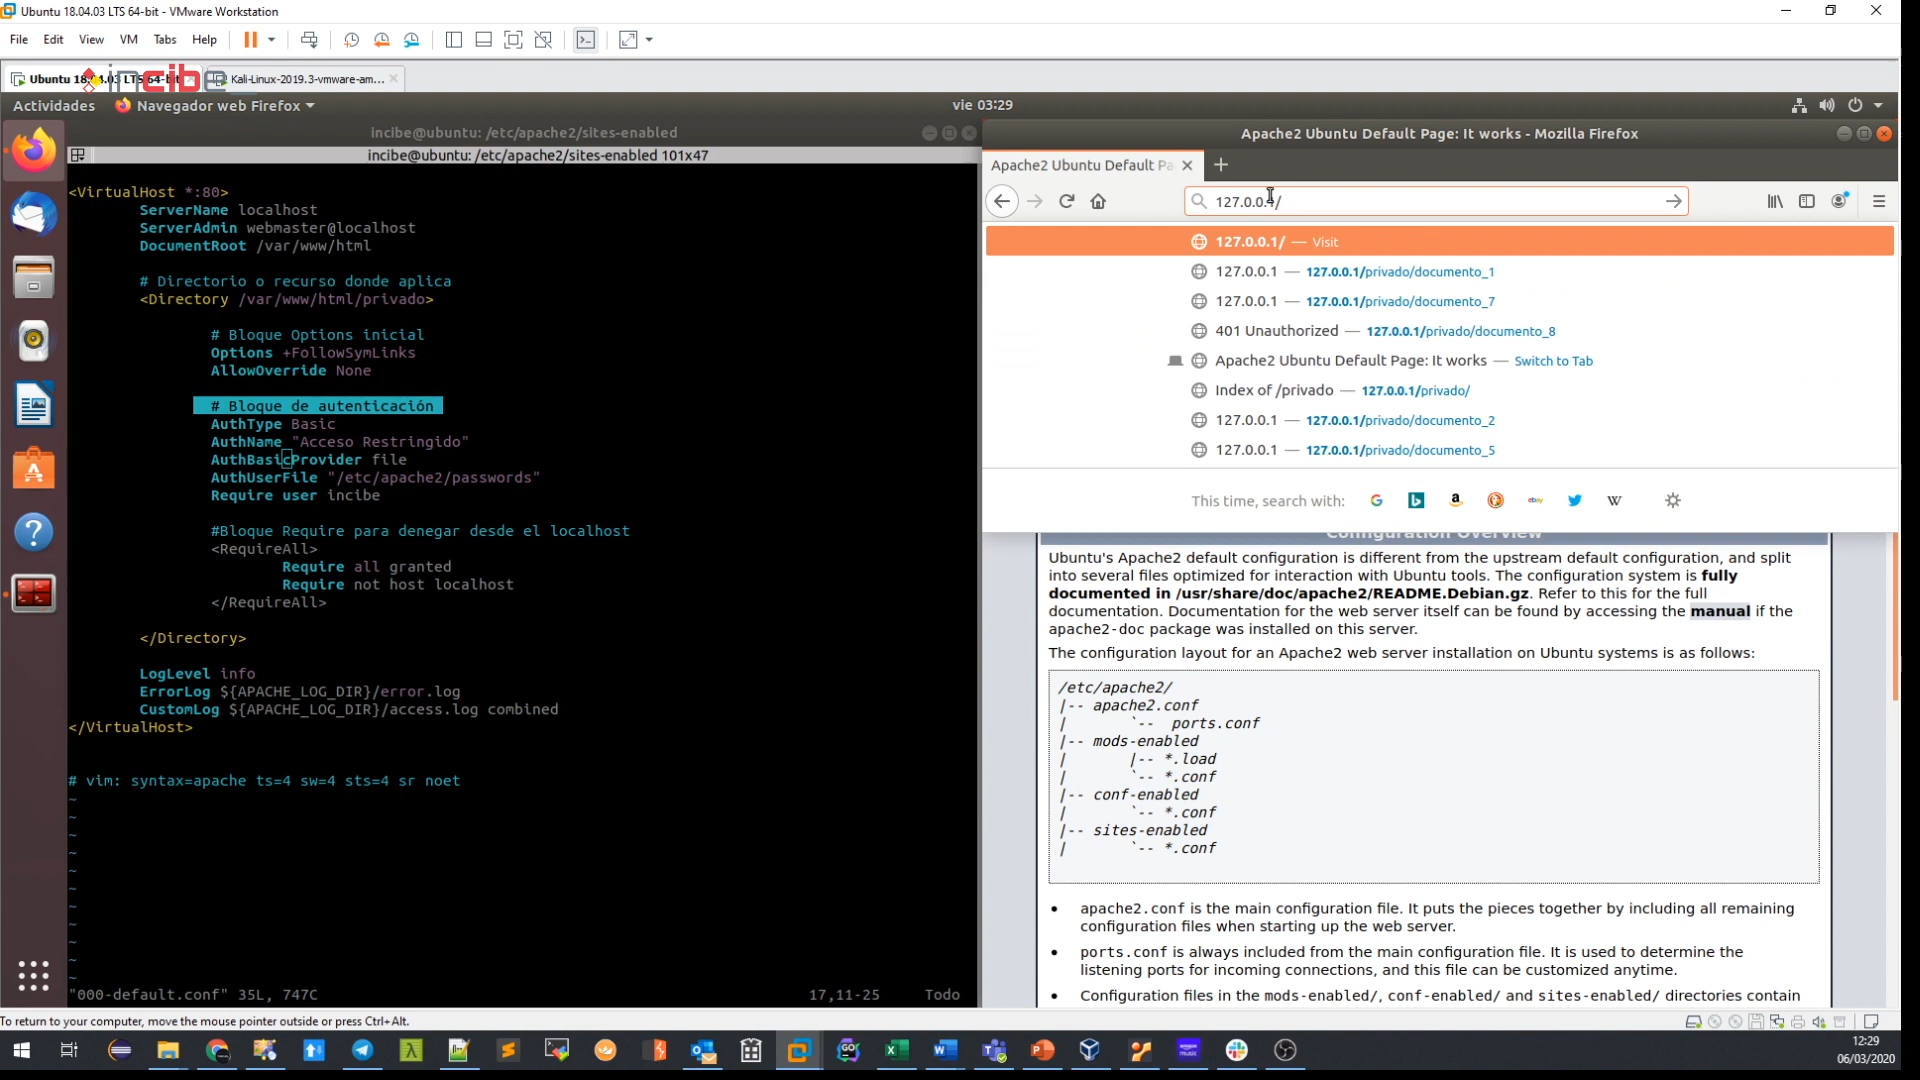 Ubuntu 18.04.03 LTS 64-bit - VMware Workstation
File Edit View VM Tabs Help
Ubuntu 18.04.03 LTS 64-bit
incibe
Kali-Linux-2019.3-vmware-am...
Actividades Navegador web Firefox vie 03:29
incibe@ubuntu: /etc/apache2/sites-enabled
incibe@ubuntu: /etc/apache2/sites-enabled 101x47
<VirtualHost *:80>
ServerName localhost
ServerAdmin webmaster@localhost
DocumentRoot /var/www/html
# Directorio o recurso donde aplica
<Directory /var/www/html/privado>
# Bloque Options inicial
Options +FollowSymLinks
AllowOverride None
# Bloque de autenticación
AuthType Basic
AuthName "Acceso Restringido"
AuthBasicProvider file
AuthUserFile "/etc/apache2/passwords"
Require user incibe
#Bloque Require para denegar desde el localhost
<RequireAll>
Require all granted
Require not host localhost
</RequireAll>
</Directory>
LogLevel info
ErrorLog ${APACHE_LOG_DIR}/error.log
CustomLog ${APACHE_LOG_DIR}/access.log combined
</VirtualHost>
# vim: syntax=apache ts=4 sw=4 sts=4 sr noet
~
~
~
~
~
~
~
~
~
~
~
"000-default.conf" 35L, 747C 17,11-25 Todo
Apache2 Ubuntu Default Page: It works - Mozilla Firefox
Apache2 Ubuntu Default Pa
127.0.0.1/
127.0.0.1/ — Visit
127.0.0.1 — 127.0.0.1/privado/documento_1
127.0.0.1 — 127.0.0.1/privado/documento_7
401 Unauthorized — 127.0.0.1/privado/documento_8
Apache2 Ubuntu Default Page: It works — Switch to Tab
Index of /privado — 127.0.0.1/privado/
127.0.0.1 — 127.0.0.1/privado/documento_2
127.0.0.1 — 127.0.0.1/privado/documento_5
This time, search with:
Configuration Overview
Ubuntu's Apache2 default configuration is different from the upstream default configuration, and split
into several files optimized for interaction with Ubuntu tools. The configuration system is fully
documented in /usr/share/doc/apache2/README.Debian.gz. Refer to this for the full
documentation. Documentation for the web server itself can be found by accessing the manual if the
apache2-doc package was installed on this server.
The configuration layout for an Apache2 web server installation on Ubuntu systems is as follows:
/etc/apache2/
|-- apache2.conf
| `-- ports.conf
|-- mods-enabled
| |-- *.load
| `-- *.conf
|-- conf-enabled
| `-- *.conf
|-- sites-enabled
| `-- *.conf
• apache2.conf is the main configuration file. It puts the pieces together by including all remaining
configuration files when starting up the web server.
• ports.conf is always included from the main configuration file. It is used to determine the
listening ports for incoming connections, and this file can be customized anytime.
• Configuration files in the mods-enabled/, conf-enabled/ and sites-enabled/ directories contain
To return to your computer, move the mouse pointer outside or press Ctrl+Alt.
12:29
06/03/2020